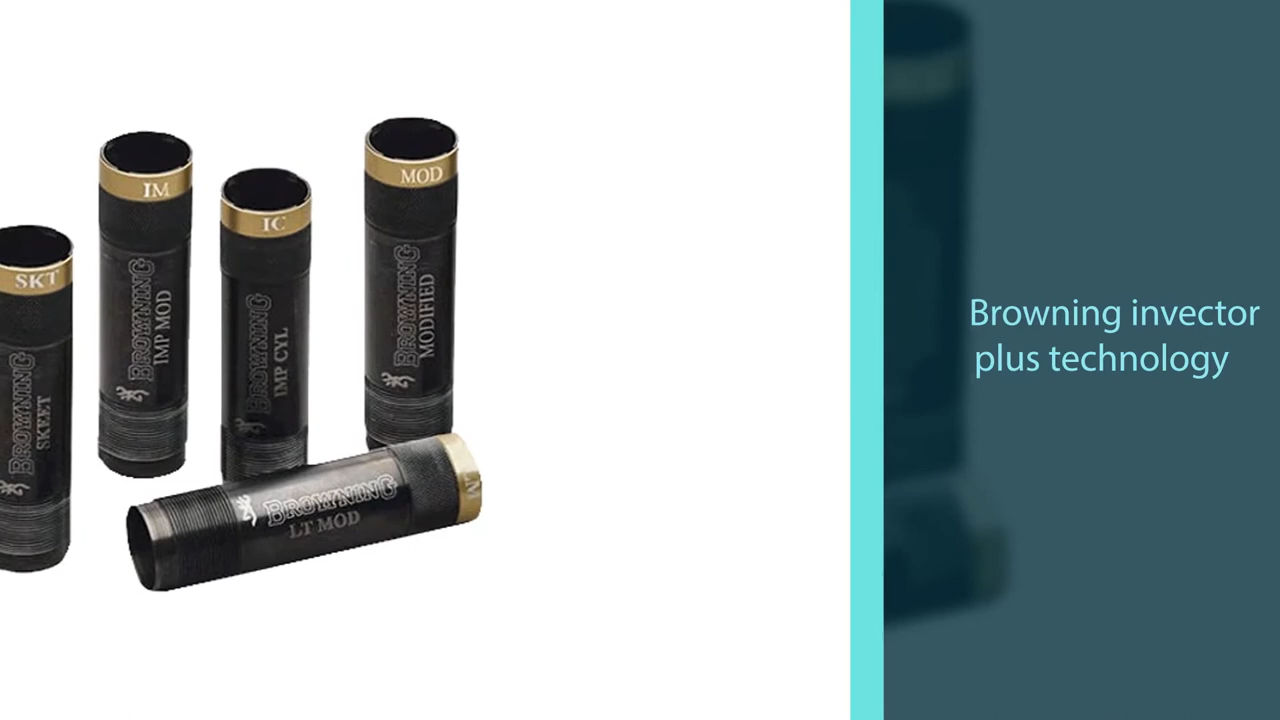 SKT
BROWNING
SKEET
IM
BROWNING
IMP MOD
IC
BROWNING
IMP CYL
MOD
BROWNING
MODIFIED
BROWNING
LT MOD
Browning invector
plus technology